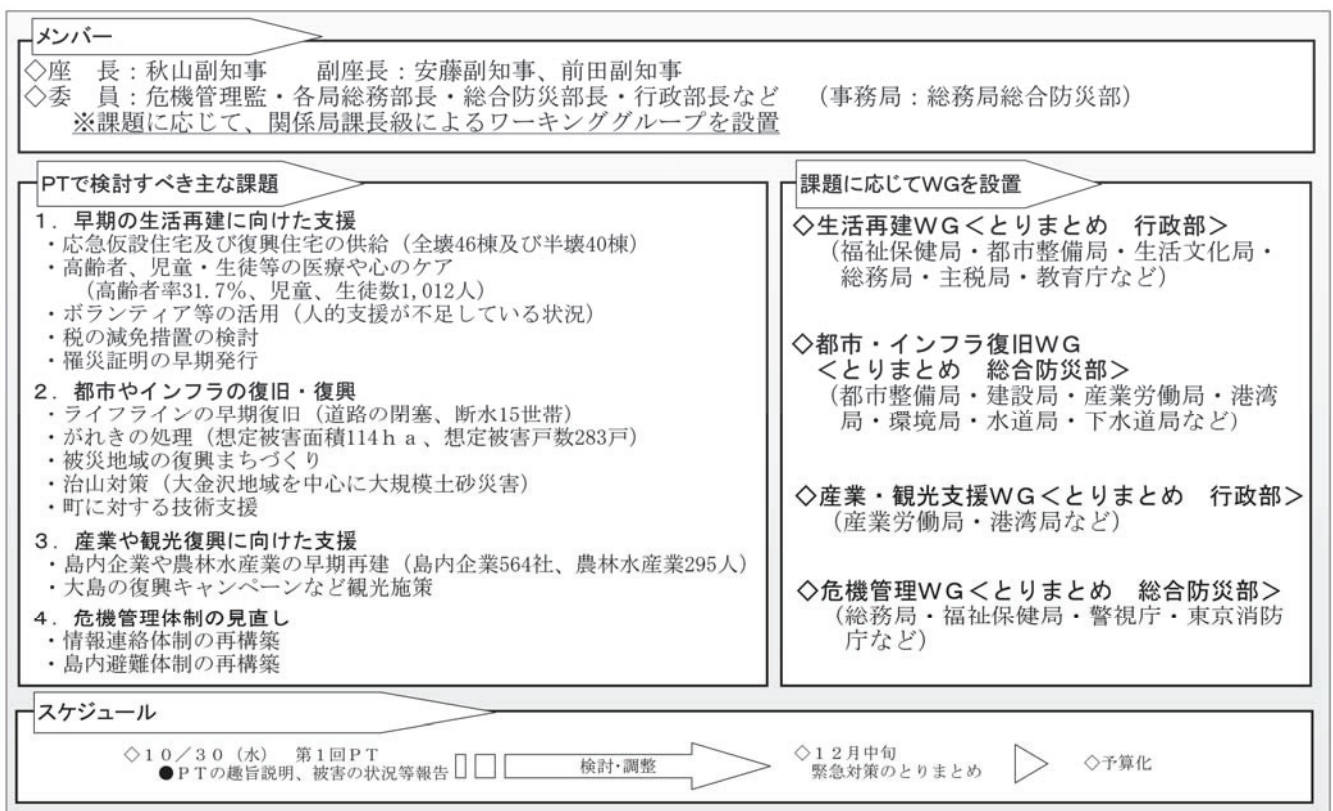 メンバー
◇座　長：秋山副知事　　副座長：安藤副知事、前田副知事
◇委　員：危機管理監・各局総務部長・総合防災部長・行政部長など　（事務局：総務局総合防災部）
※課題に応じて、関係局課長級によるワーキンググループを設置
PTで検討すべき主な課題
１．早期の生活再建に向けた支援
・応急仮設住宅及び復興住宅の供給（全壊46棟及び半壊40棟）
・高齢者、児童・生徒等の医療や心のケア
（高齢者率31.7%、児童、生徒数1,012人）
・ボランティア等の活用（人的支援が不足している状況）
・税の減免措置の検討
・罹災証明の早期発行
２．都市やインフラの復旧・復興
・ライフラインの早期復旧（道路の閉塞、断水15世帯）
・がれきの処理（想定被害面積114ｈａ、想定被害戸数283戸）
・被災地域の復興まちづくり
・治山対策（大金沢地域を中心に大規模土砂災害）
・町に対する技術支援
３．産業や観光復興に向けた支援
・島内企業や農林水産業の早期再建（島内企業564社、農林水産業295人）
・大島の復興キャンペーンなど観光施策
４．危機管理体制の見直し
・情報連絡体制の再構築
・島内避難体制の再構築
課題に応じてWGを設置
◇生活再建ＷＧ＜とりまとめ　行政部＞
（福祉保健局・都市整備局・生活文化局・
総務局・主税局・教育庁など）
◇都市・インフラ復旧ＷＧ
＜とりまとめ　総合防災部＞
（都市整備局・建設局・産業労働局・港湾
局・環境局・水道局・下水道局など）
◇産業・観光支援ＷＧ＜とりまとめ　行政部＞
（産業労働局・港湾局など）
◇危機管理ＷＧ＜とりまとめ　総合防災部＞
（総務局・福祉保健局・警視庁・東京消防
庁など）
スケジュール
◇１０／３０（水）　第１回ＰＴ
●ＰＴの趣旨説明、被害の状況等報告
検討・調整
◇１２月中旬
緊急対策のとりまとめ
◇予算化